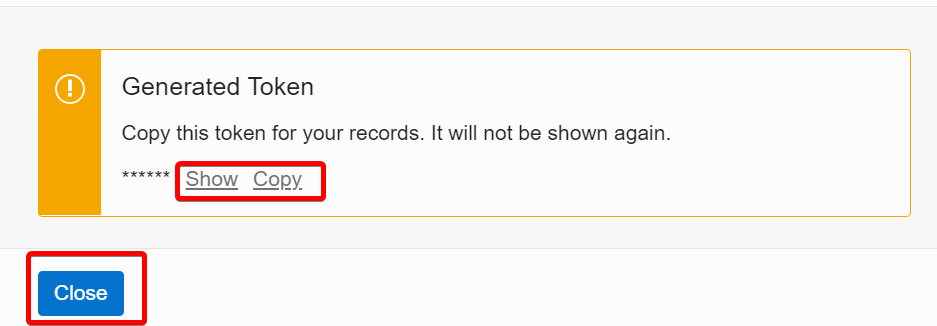 Generated Token
Copy this token for your records. It will not be shown again.
****** Show Copy
Close